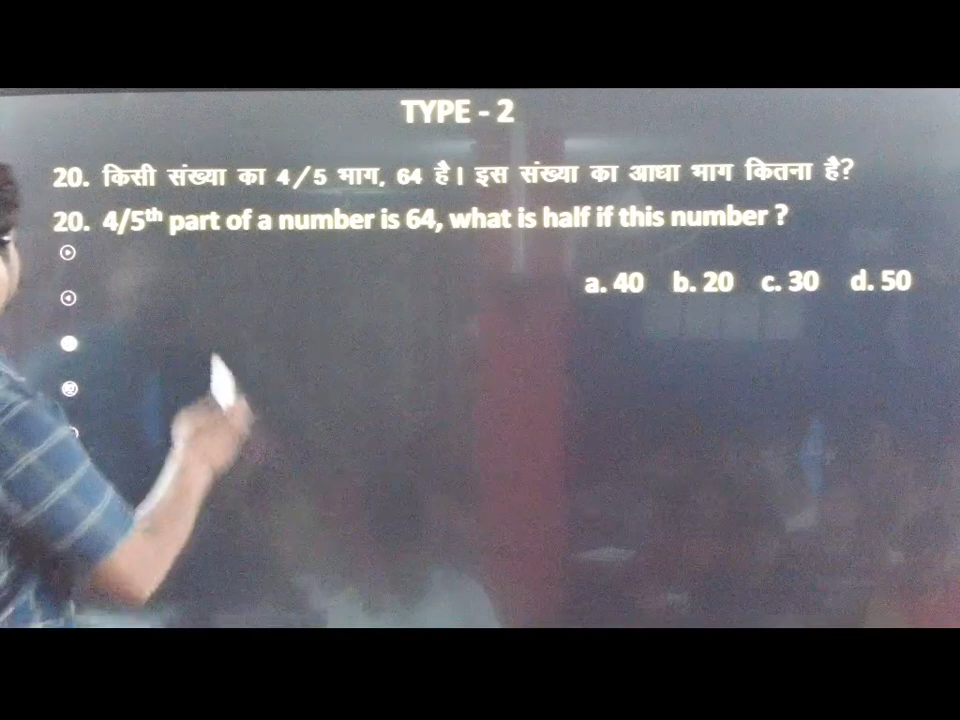 TYPE - 2
20. किसी संख्या का 4/5 भाग, 64 है। इस संख्या का आधा भाग कितना है?
20. 4/5th part of a number is 64, what is half if this number ?
a. 40 b. 20 c. 30 d. 50